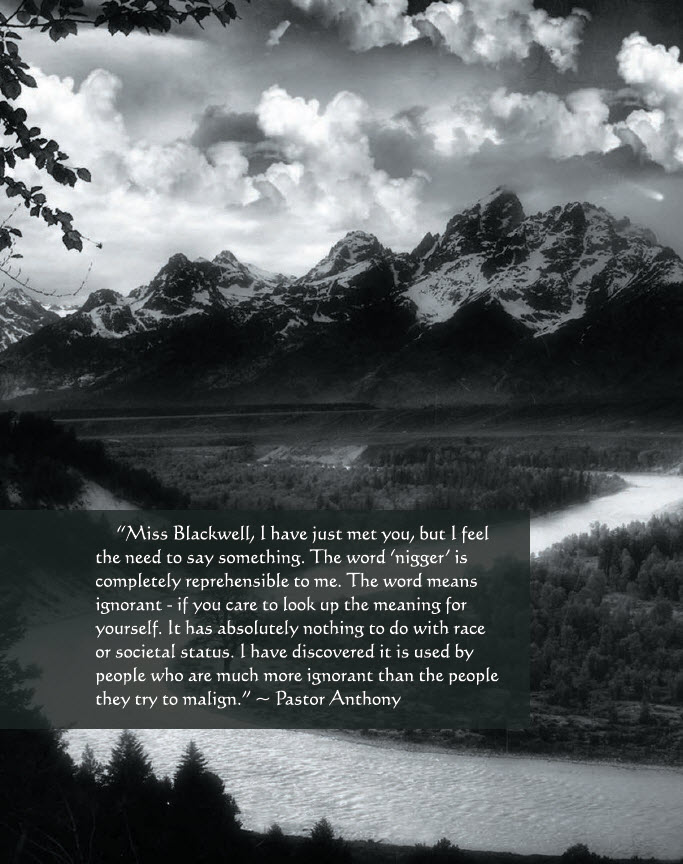 “Miss Blackwell, I have just met you, but I feel
the need to say something. The word ‘nigger’ is
completely reprehensible to me. The word means
ignorant - if you care to look up the meaning for
yourself. It has absolutely nothing to do with race
or societal status. I have discovered it is used by
people who are much more ignorant than the people
they try to malign.” ~ Pastor Anthony